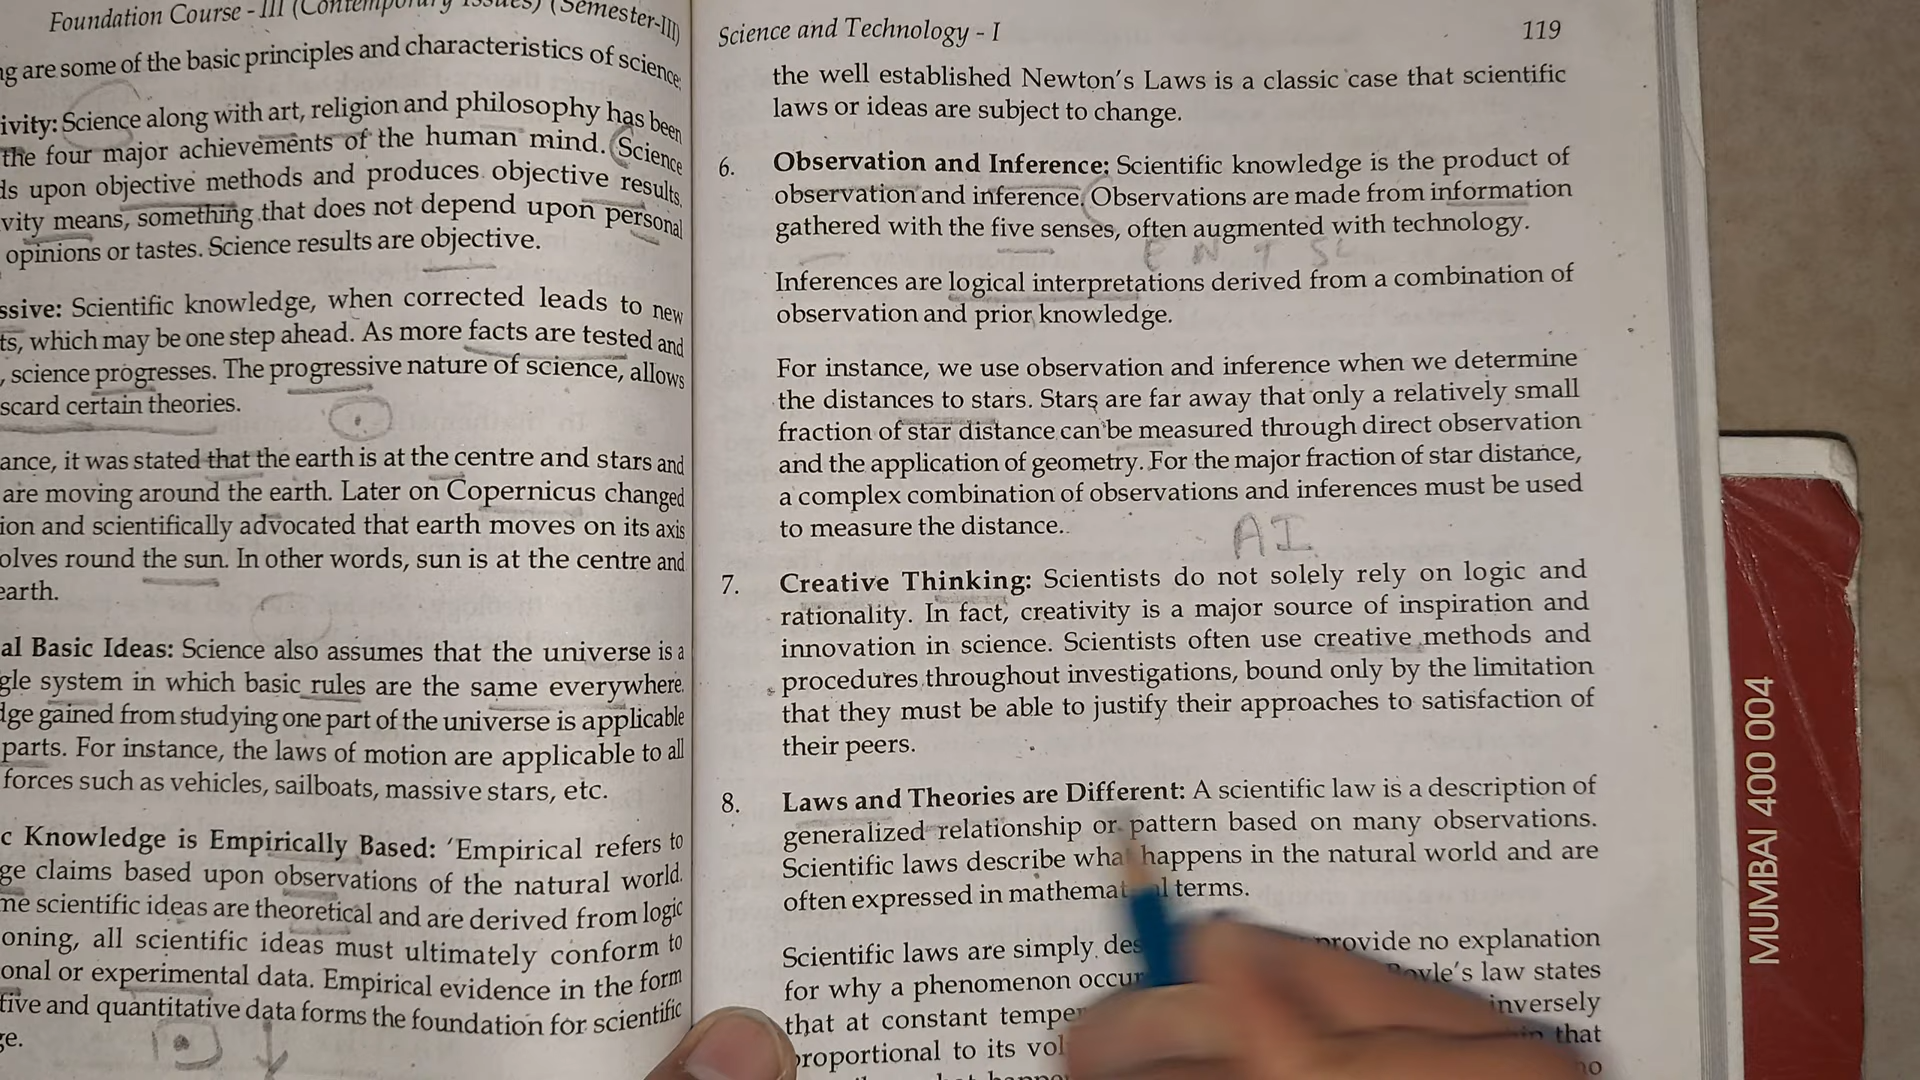 Foundation Course - III (Contemporary Issues) (Semester-III)
ng are some of the basic principles and characteristics of science:
ivity: Science along with art, religion and philosophy has been
the four major achievements of the human mind. Science
ds upon objective methods and produces objective results.
vity means, something that does not depend upon personal
opinions or tastes. Science results are objective.
ssive: Scientific knowledge, when corrected leads to new
ts, which may be one step ahead. As more facts are tested and
, science progresses. The progressive nature of science, allows
scard certain theories.
ance, it was stated that the earth is at the centre and stars and
are moving around the earth. Later on Copernicus changed
ion and scientifically advocated that earth moves on its axis
olves round the sun. In other words, sun is at the centre and
earth.
al Basic Ideas: Science also assumes that the universe is a
gle system in which basic rules are the same everywhere.
dge gained from studying one part of the universe is applicable
parts. For instance, the laws of motion are applicable to all
forces such as vehicles, sailboats, massive stars, etc.
c Knowledge is Empirically Based: 'Empirical refers to
ge claims based upon observations of the natural world.
me scientific ideas are theoretical and are derived from logic
oning, all scientific ideas must ultimately conform to
onal or experimental data. Empirical evidence in the form
tive and quantitative data forms the foundation for scientific
ge.
Science and Technology - I 119
the well established Newton's Laws is a classic case that scientific
laws or ideas are subject to change.
6. Observation and Inference: Scientific knowledge is the product of
observation and inference. Observations are made from information
gathered with the five senses, often augmented with technology.
E N T S
Inferences are logical interpretations derived from a combination of
observation and prior knowledge.
For instance, we use observation and inference when we determine
the distances to stars. Stars are far away that only a relatively small
fraction of star distance can be measured through direct observation
and the application of geometry. For the major fraction of star distance,
a complex combination of observations and inferences must be used
to measure the distance.
AI
7. Creative Thinking: Scientists do not solely rely on logic and
rationality. In fact, creativity is a major source of inspiration and
innovation in science. Scientists often use creative methods and
procedures throughout investigations, bound only by the limitation
that they must be able to justify their approaches to satisfaction of
their peers.
8. Laws and Theories are Different: A scientific law is a description of
generalized relationship or pattern based on many observations.
Scientific laws describe what happens in the natural world and are
often expressed in mathemat al terms.
Scientific laws are simply des provide no explanation
for why a phenomenon occur Boyle's law states
that at constant tempe inversely
proportional to its vol that
MUMBAI 400 004